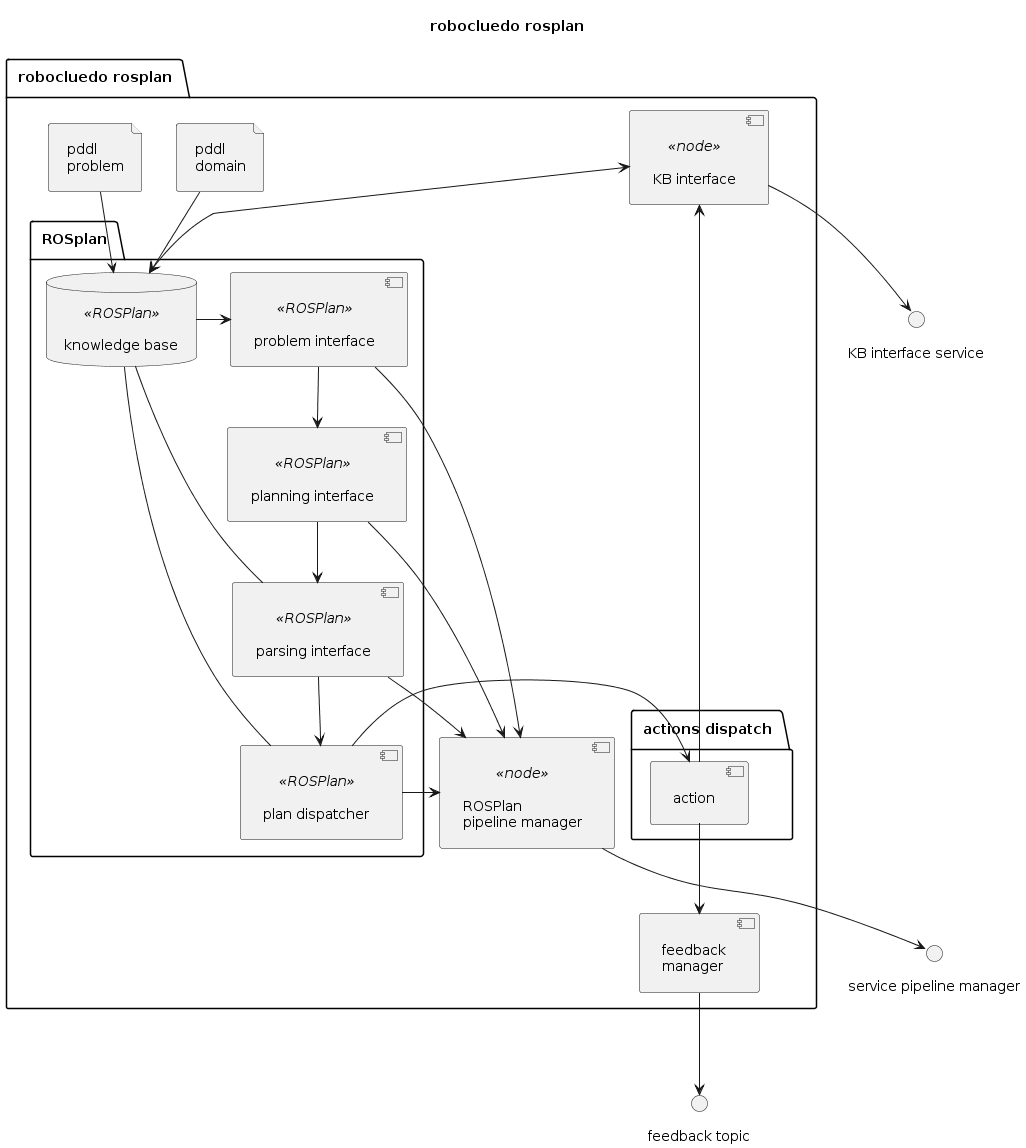 robocluedo rosplan
robocluedo rosplan
pddl
problem
pddl
domain
«node»
KB interface
ROSplan
«ROSPlan»
knowledge base
«ROSPlan»
problem interface
KB interface service
«ROSPlan»
planning interface
«ROSPlan»
parsing interface
actions dispatch
«ROSPlan»
plan dispatcher
«node»
ROSPlan
pipeline manager
action
feedback
manager
service pipeline manager
feedback topic